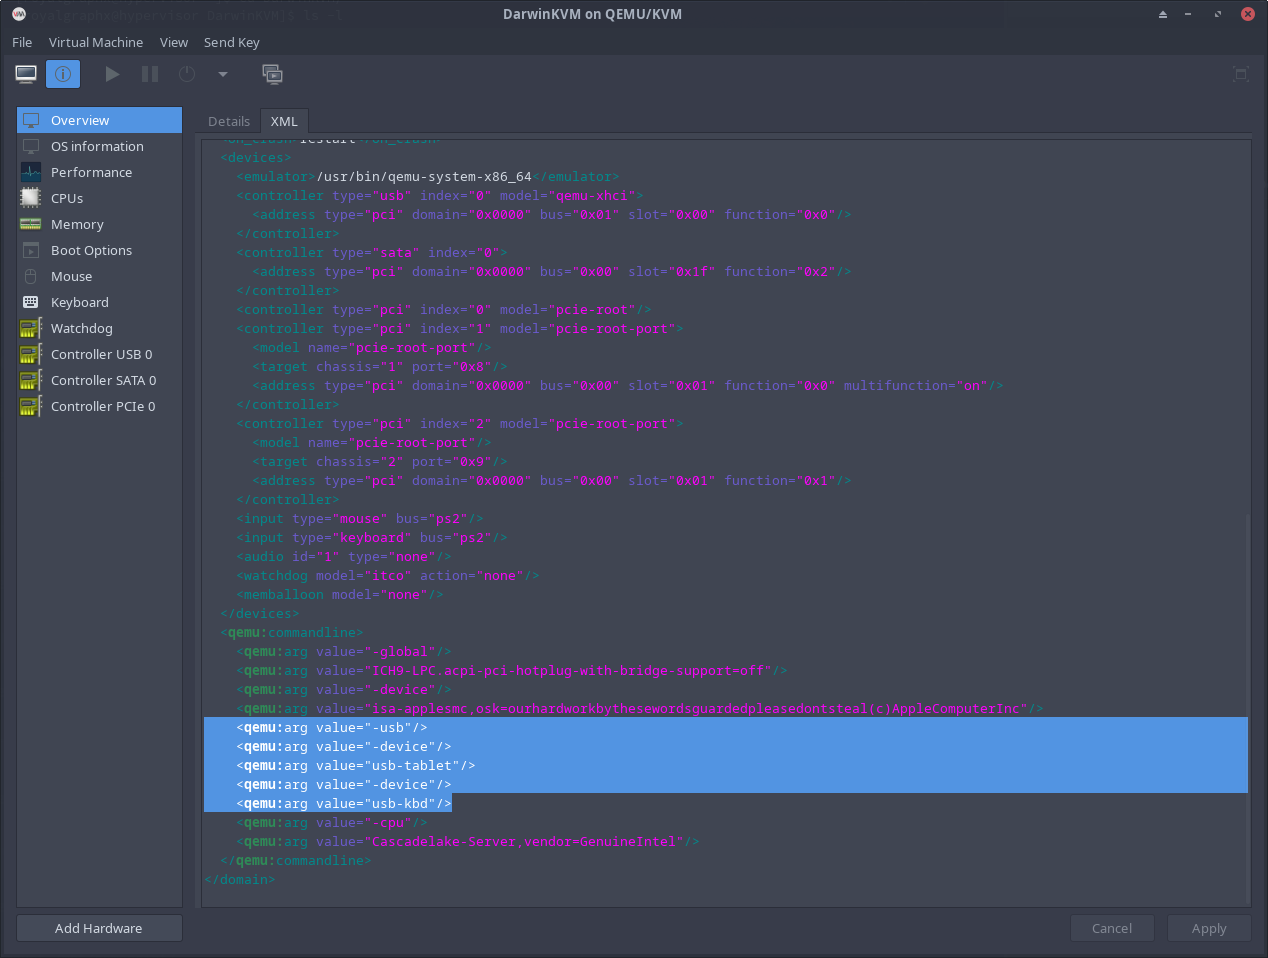 DarwinKVM on QEMU/KVM
File Virtual Machine View Send Key
Overview
OS information
Performance
CPUs
Memory
Boot Options
Mouse
Keyboard
Watchdog
Controller USB 0
Controller SATA 0
Controller PCIe 0
Add Hardware
Details XML
<on_crash>restart</on_crash>
<devices>
<emulator>/usr/bin/qemu-system-x86_64</emulator>
<controller type="usb" index="0" model="qemu-xhci">
<address type="pci" domain="0x0000" bus="0x01" slot="0x00" function="0x0"/>
</controller>
<controller type="sata" index="0">
<address type="pci" domain="0x0000" bus="0x00" slot="0x1f" function="0x2"/>
</controller>
<controller type="pci" index="0" model="pcie-root"/>
<controller type="pci" index="1" model="pcie-root-port">
<model name="pcie-root-port"/>
<target chassis="1" port="0x8"/>
<address type="pci" domain="0x0000" bus="0x00" slot="0x01" function="0x0" multifunction="on"/>
</controller>
<controller type="pci" index="2" model="pcie-root-port">
<model name="pcie-root-port"/>
<target chassis="2" port="0x9"/>
<address type="pci" domain="0x0000" bus="0x00" slot="0x01" function="0x1"/>
</controller>
<input type="mouse" bus="ps2"/>
<input type="keyboard" bus="ps2"/>
<audio id="1" type="none"/>
<watchdog model="itco" action="none"/>
<memballoon model="none"/>
</devices>
<qemu:commandline>
<qemu:arg value="-global"/>
<qemu:arg value="ICH9-LPC.acpi-pci-hotplug-with-bridge-support=off"/>
<qemu:arg value="-device"/>
<qemu:arg value="isa-applesmc,osk=ourhardworkbythesewordsguardedpleasedontsteal(c)AppleComputerInc"/>
<qemu:arg value="-usb"/>
<qemu:arg value="-device"/>
<qemu:arg value="usb-tablet"/>
<qemu:arg value="-device"/>
<qemu:arg value="usb-kbd"/>
<qemu:arg value="-cpu"/>
<qemu:arg value="Cascadelake-Server,vendor=GenuineIntel"/>
</qemu:commandline>
</domain>
Cancel Apply